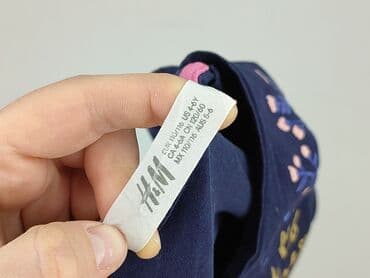 H&M
EUR 110/116 US 4-6Y
CA 4-6A CN 120/60
MX 110/116 AUS 5-6